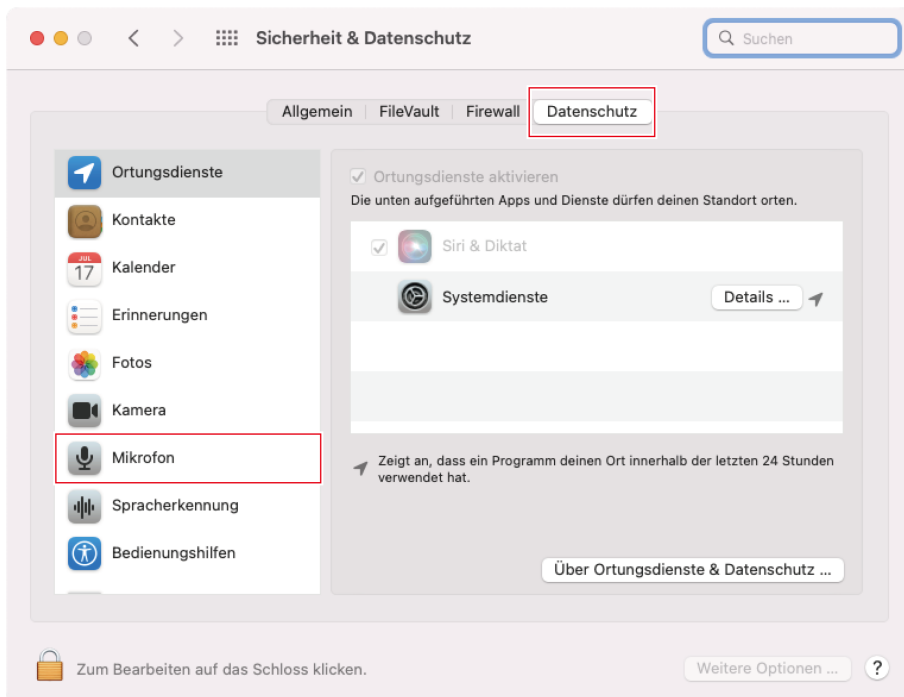 Sicherheit & Datenschutz
Suchen
Allgemein
FileVault
Firewall
Datenschutz
Ortungsdienste
Kontakte
JUL
17
Kalender
Erinnerungen
Fotos
Kamera
Mikrofon
Spracherkennung
Bedienungshilfen
Ortungsdienste aktivieren
Die unten aufgeführten Apps und Dienste dürfen deinen Standort orten.
Siri & Diktat
Systemdienste
Details ...
Zeigt an, dass ein Programm deinen Ort innerhalb der letzten 24 Stunden
verwendet hat.
Über Ortungsdienste & Datenschutz ...
Zum Bearbeiten auf das Schloss klicken.
Weitere Optionen ...
?